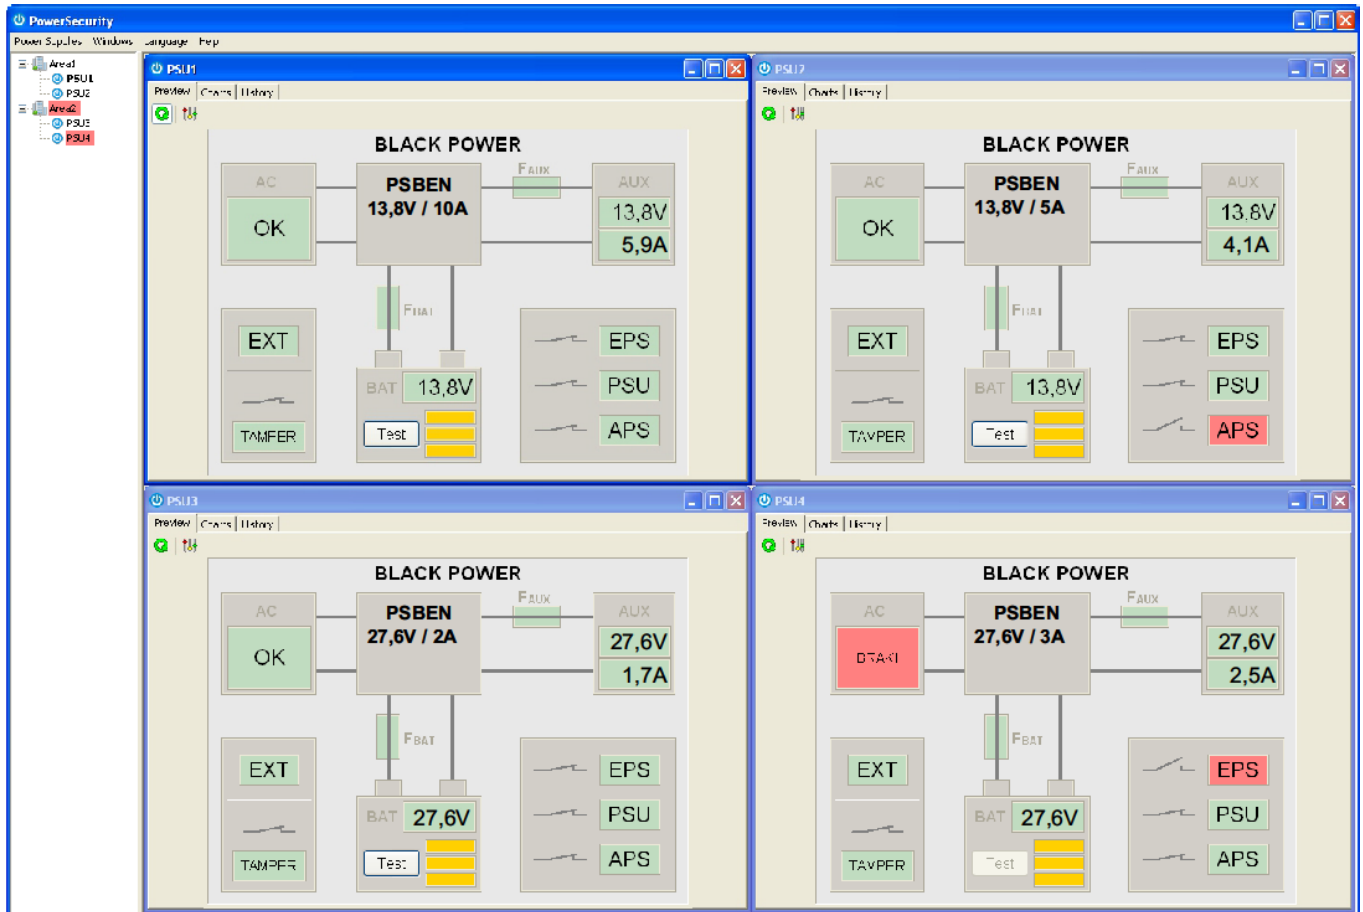 PowerSecurity
Power Supplies Windows Language Help
Area1
PSU1
PSU2
Area2
PSU3
PSU4
PSU1
Preview Charts History
BLACK POWER
AC
OK
PSBEN
13,8V / 10A
FAUX
AUX
13,8V
5,9A
FBAT
EXT
TAMPER
BAT 13,8V
Test
EPS
PSU
APS
PSU2
Preview Charts History
BLACK POWER
AC
OK
PSBEN
13,8V / 5A
FAUX
AUX
13,8V
4,1A
FBAT
EXT
TAMPER
BAT 13,8V
Test
EPS
PSU
APS
PSU3
Preview Charts History
BLACK POWER
AC
OK
PSBEN
27,6V / 2A
FAUX
AUX
27,6V
1,7A
FBAT
EXT
TAMPER
BAT 27,6V
Test
EPS
PSU
APS
PSU4
Preview Charts History
BLACK POWER
AC
PSBEN
27,6V / 3A
FAUX
AUX
27,6V
2,5A
FBAT
EXT
TAMPER
BAT 27,6V
Test
EPS
PSU
APS